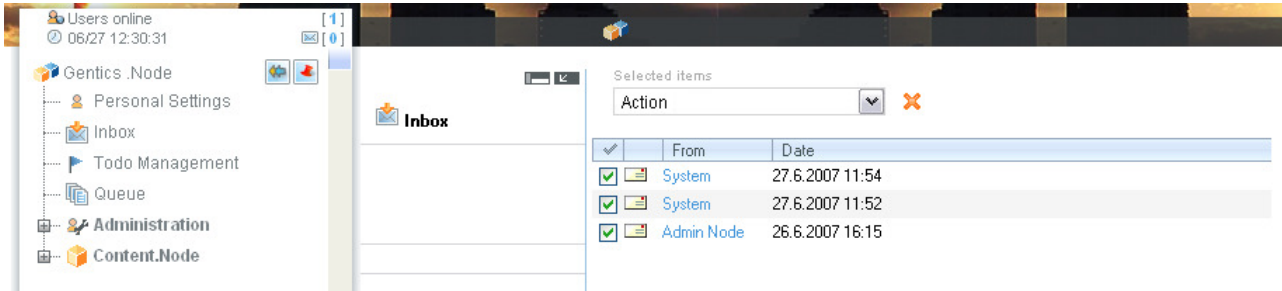 Users online [1]
06/27 12:30:31 [0]
Gentics .Node
Personal Settings
Inbox
Todo Management
Queue
Administration
Content.Node
Inbox
Selected items
Action
From Date
System 27.6.2007 11:54
System 27.6.2007 11:52
Admin Node 26.6.2007 16:15